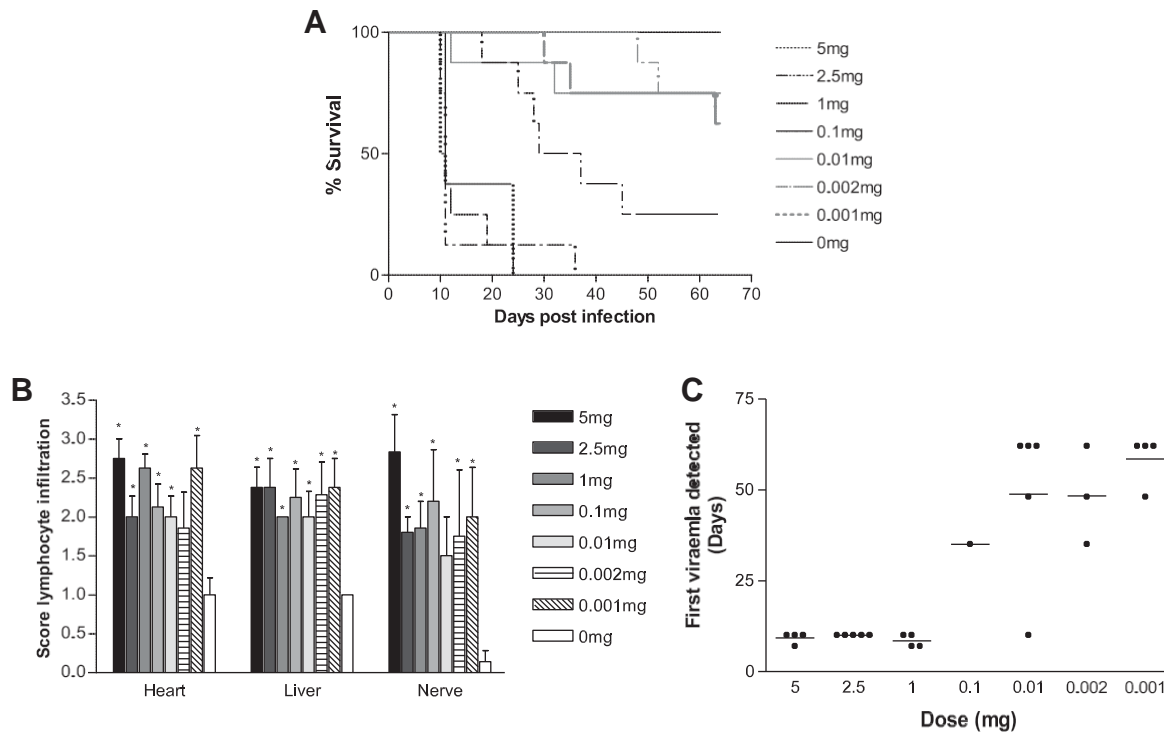 A
100
50
0
% Survival
0 10 20 30 40 50 60 70
Days post infection
5mg
2.5mg
1mg
0.1mg
0.01mg
0.002mg
0.001mg
0mg
B
3.5
3.0
2.5
2.0
1.5
1.0
0.5
0.0
Score lymphocyte infiltration
* * * * * *
* * * * * * *
* * * * * *
Heart Liver Nerve
5mg
2.5mg
1mg
0.1mg
0.01mg
0.002mg
0.001mg
0mg
C
75
50
25
0
First viraemia detected
(Days)
5 2.5 1 0.1 0.01 0.002 0.001
Dose (mg)